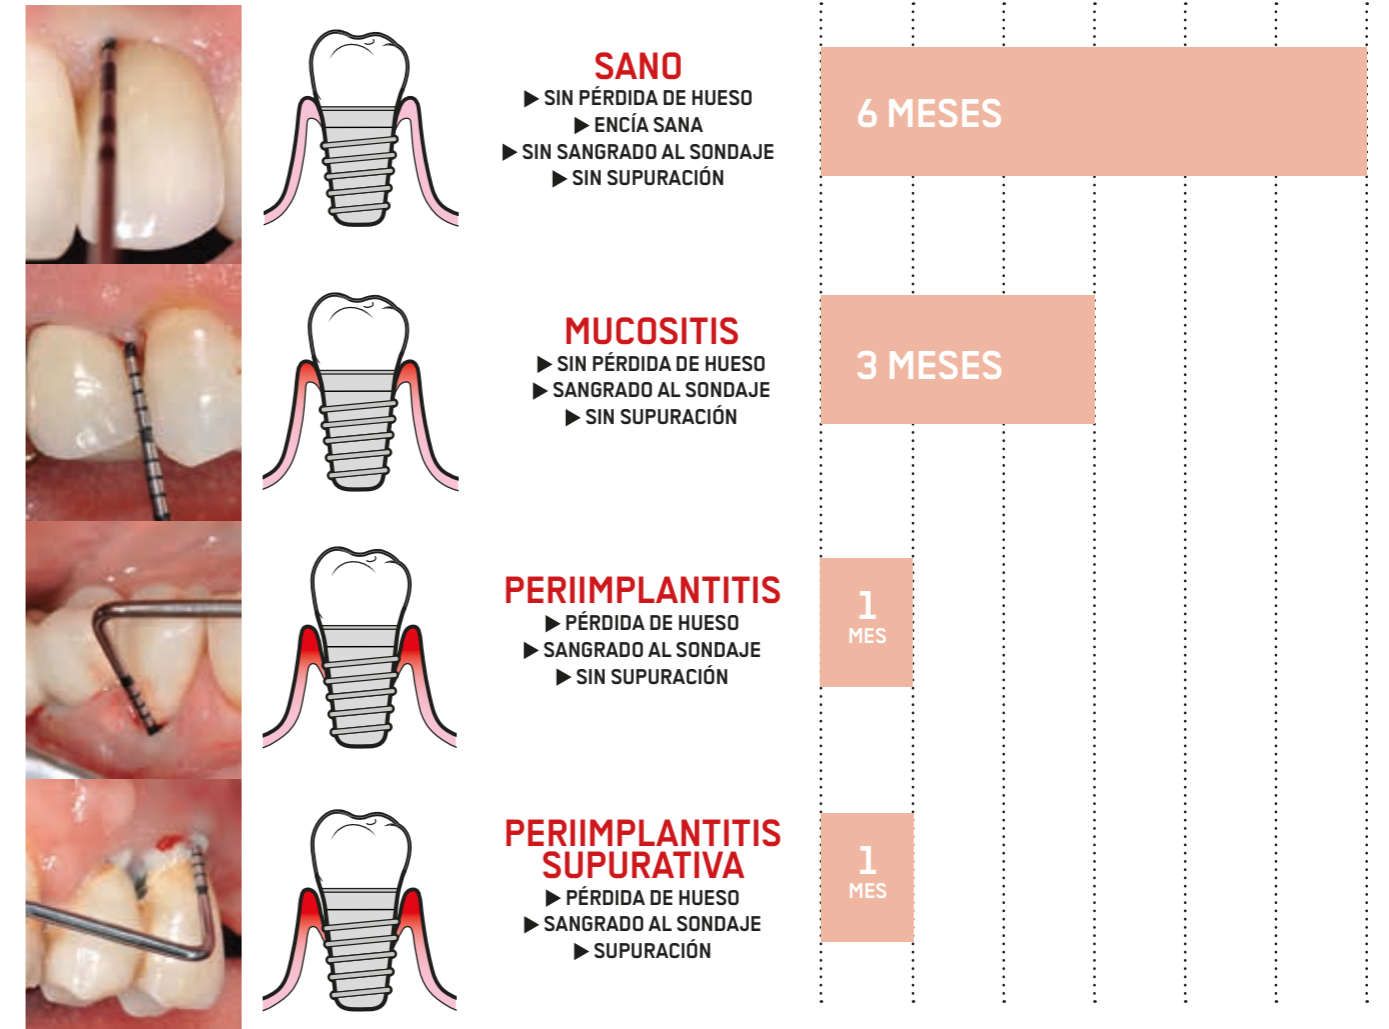 SANO
▶ SIN PÉRDIDA DE HUESO
▶ ENCÍA SANA
▶ SIN SANGRADO AL SONDAJE
▶ SIN SUPURACIÓN
6 MESES
MUCOSITIS
▶ SIN PÉRDIDA DE HUESO
▶ SANGRADO AL SONDAJE
▶ SIN SUPURACIÓN
3 MESES
PERIIMPLANTITIS
▶ PÉRDIDA DE HUESO
▶ SANGRADO AL SONDAJE
▶ SIN SUPURACIÓN
1
MES
PERIIMPLANTITIS
SUPURATIVA
▶ PÉRDIDA DE HUESO
▶ SANGRADO AL SONDAJE
▶ SUPURACIÓN
1
MES